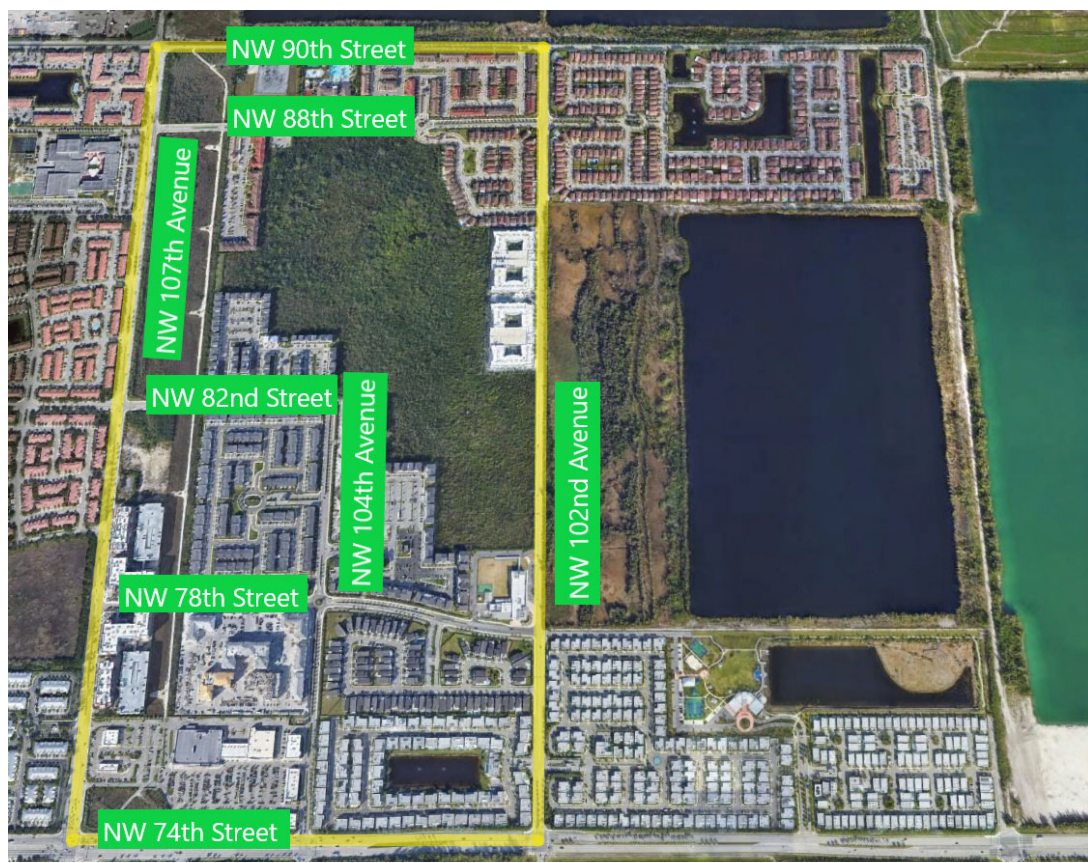 NW 90th Street
NW 88th Street
NW 107th Avenue
NW 82nd Street
NW 104th Avenue
NW 102nd Avenue
NW 78th Street
NW 74th Street